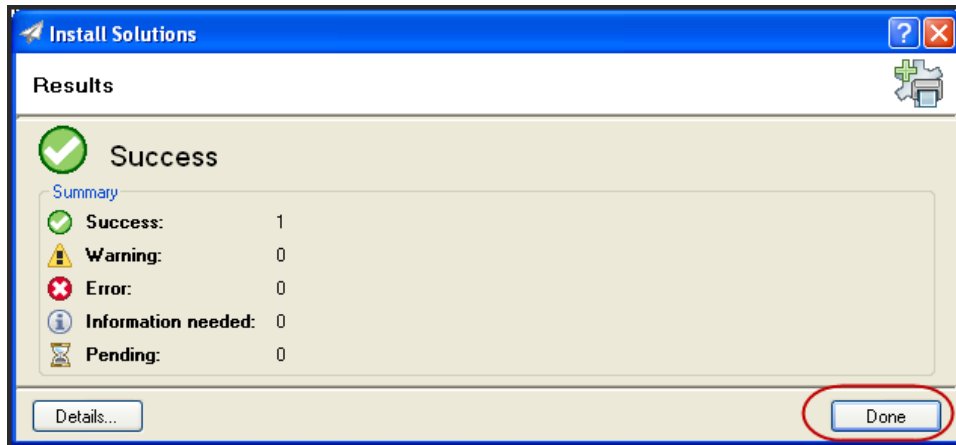 Install Solutions
Results
Success
Summary
Success: 1
Warning: 0
Error: 0
Information needed: 0
Pending: 0
Details... Done